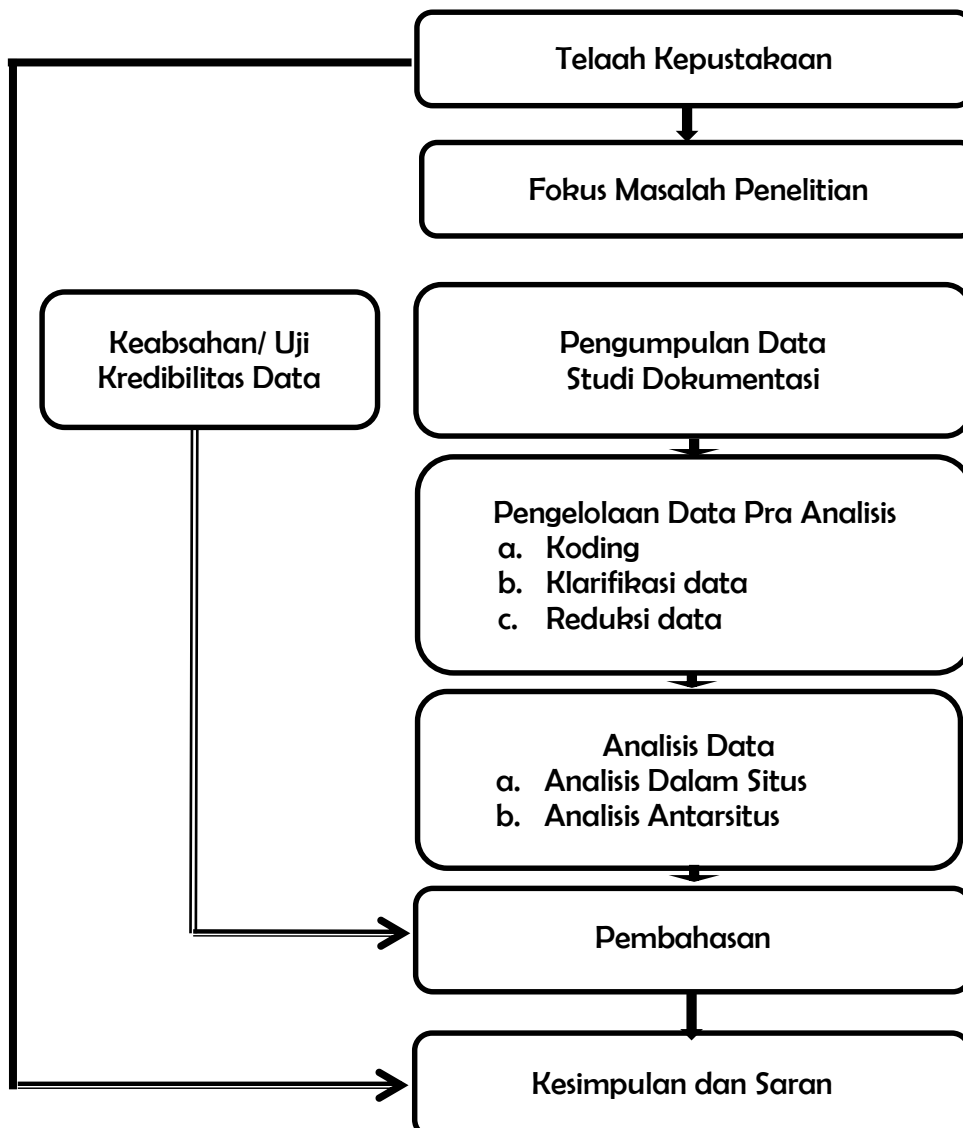 Telaah Kepustakaan
Fokus Masalah Penelitian
Keabsahan/ Uji
Kredibilitas Data
Pengumpulan Data
Studi Dokumentasi
Pengelolaan Data Pra Analisis
a. Koding
b. Klarifikasi data
c. Reduksi data
Analisis Data
a. Analisis Dalam Situs
b. Analisis Antarsitus
Pembahasan
Kesimpulan dan Saran